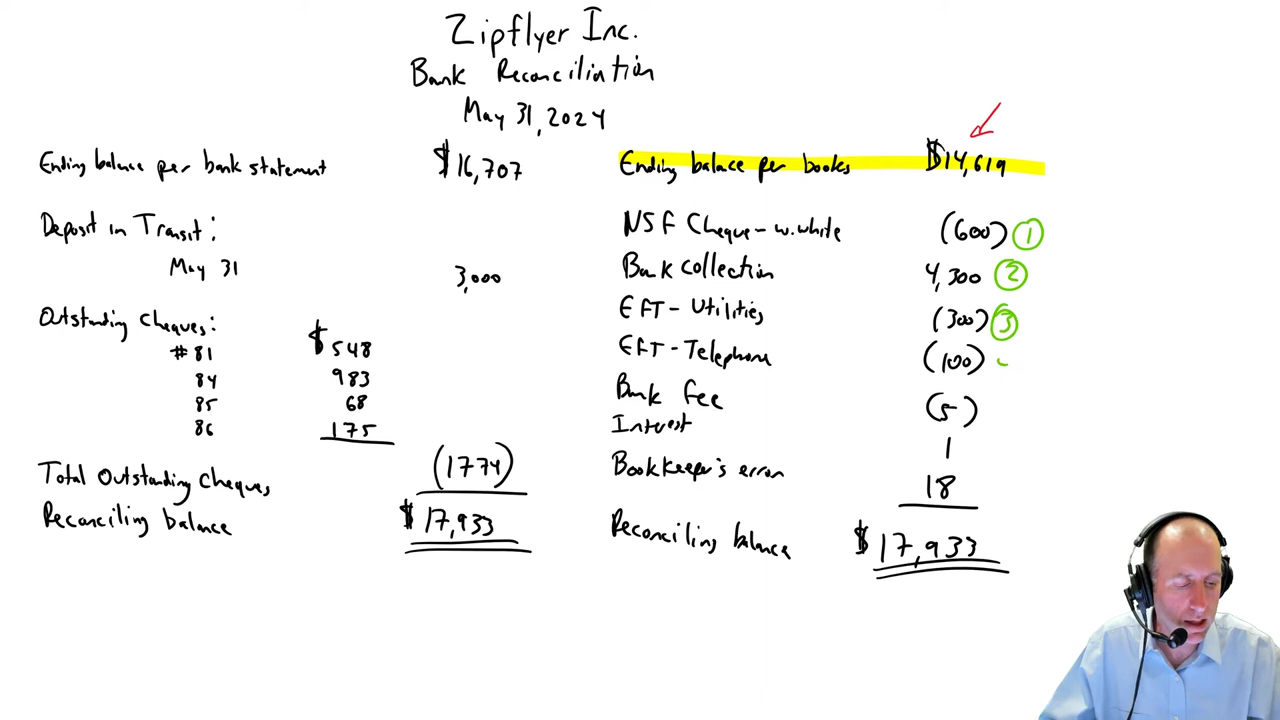 Zipflyer Inc.
Bank Reconciliation
May 31, 2024
Ending balance per bank statement $16,707
Deposit in Transit:
May 31 3,000
Outstanding Cheques:
#81 $548
84 983
85 68
86 175
Total Outstanding Cheques (1774)
Reconciling balance $17,933
Ending balance per books $14,619
NSF Cheque - W. White (600) 1
Bank Collection 4,300 2
EFT - Utilities (300) 3
EFT - Telephone (100)
Bank Fee (5)
Interest 1
Bookkeeper's error 18
Reconciling balance $17,933